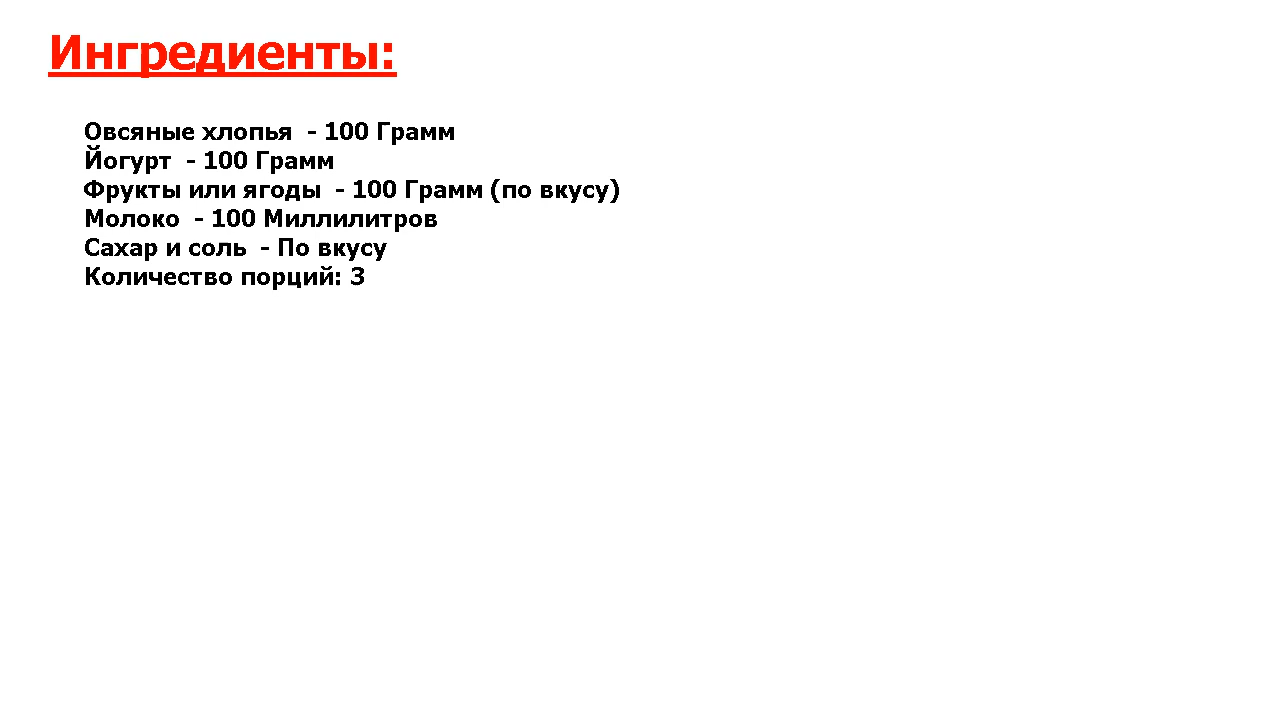 Ингредиенты:
Овсяные хлопья  - 100 Грамм
Йогурт  - 100 Грамм
Фрукты или ягоды  - 100 Грамм (по вкусу)
Молоко  - 100 Миллилитров
Сахар и соль  - По вкусу
Количество порций: 3